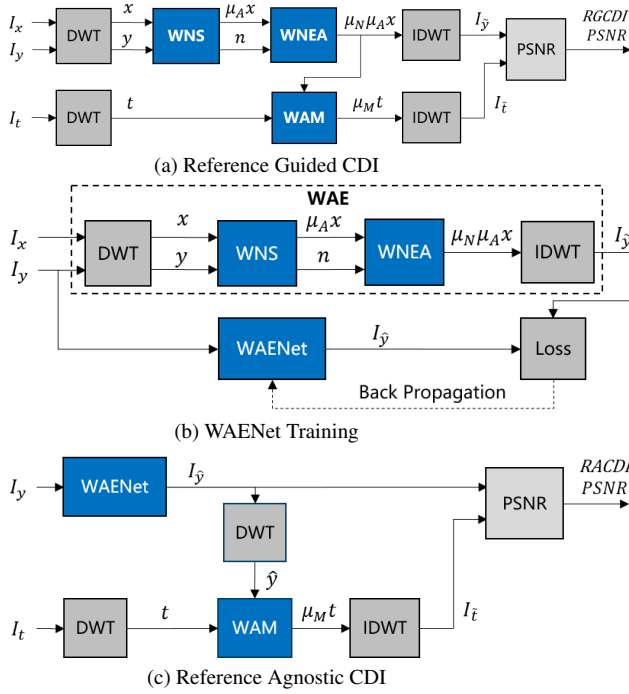 I_x DWT x WNS μ_A x WNEA μ_N μ_A x IDWT I_ỹ PSNR RGCDI PSNR
I_y y n
I_t DWT t WAM μ_M t IDWT I_t̃
(a) Reference Guided CDI
WAE
I_x DWT x WNS μ_A x WNEA μ_N μ_A x IDWT I_ỹ
I_y y n
WAENet I_ŷ Loss
Back Propagation
(b) WAENet Training
I_y WAENet I_ŷ PSNR RACDI PSNR
DWT
ŷ
I_t DWT t WAM μ_M t IDWT I_t̃
(c) Reference Agnostic CDI